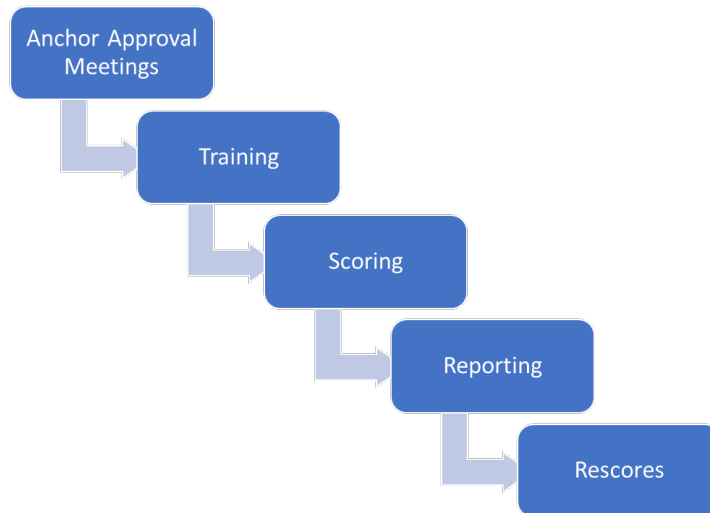 Anchor Approval
Meetings
Training
Scoring
Reporting
Rescores